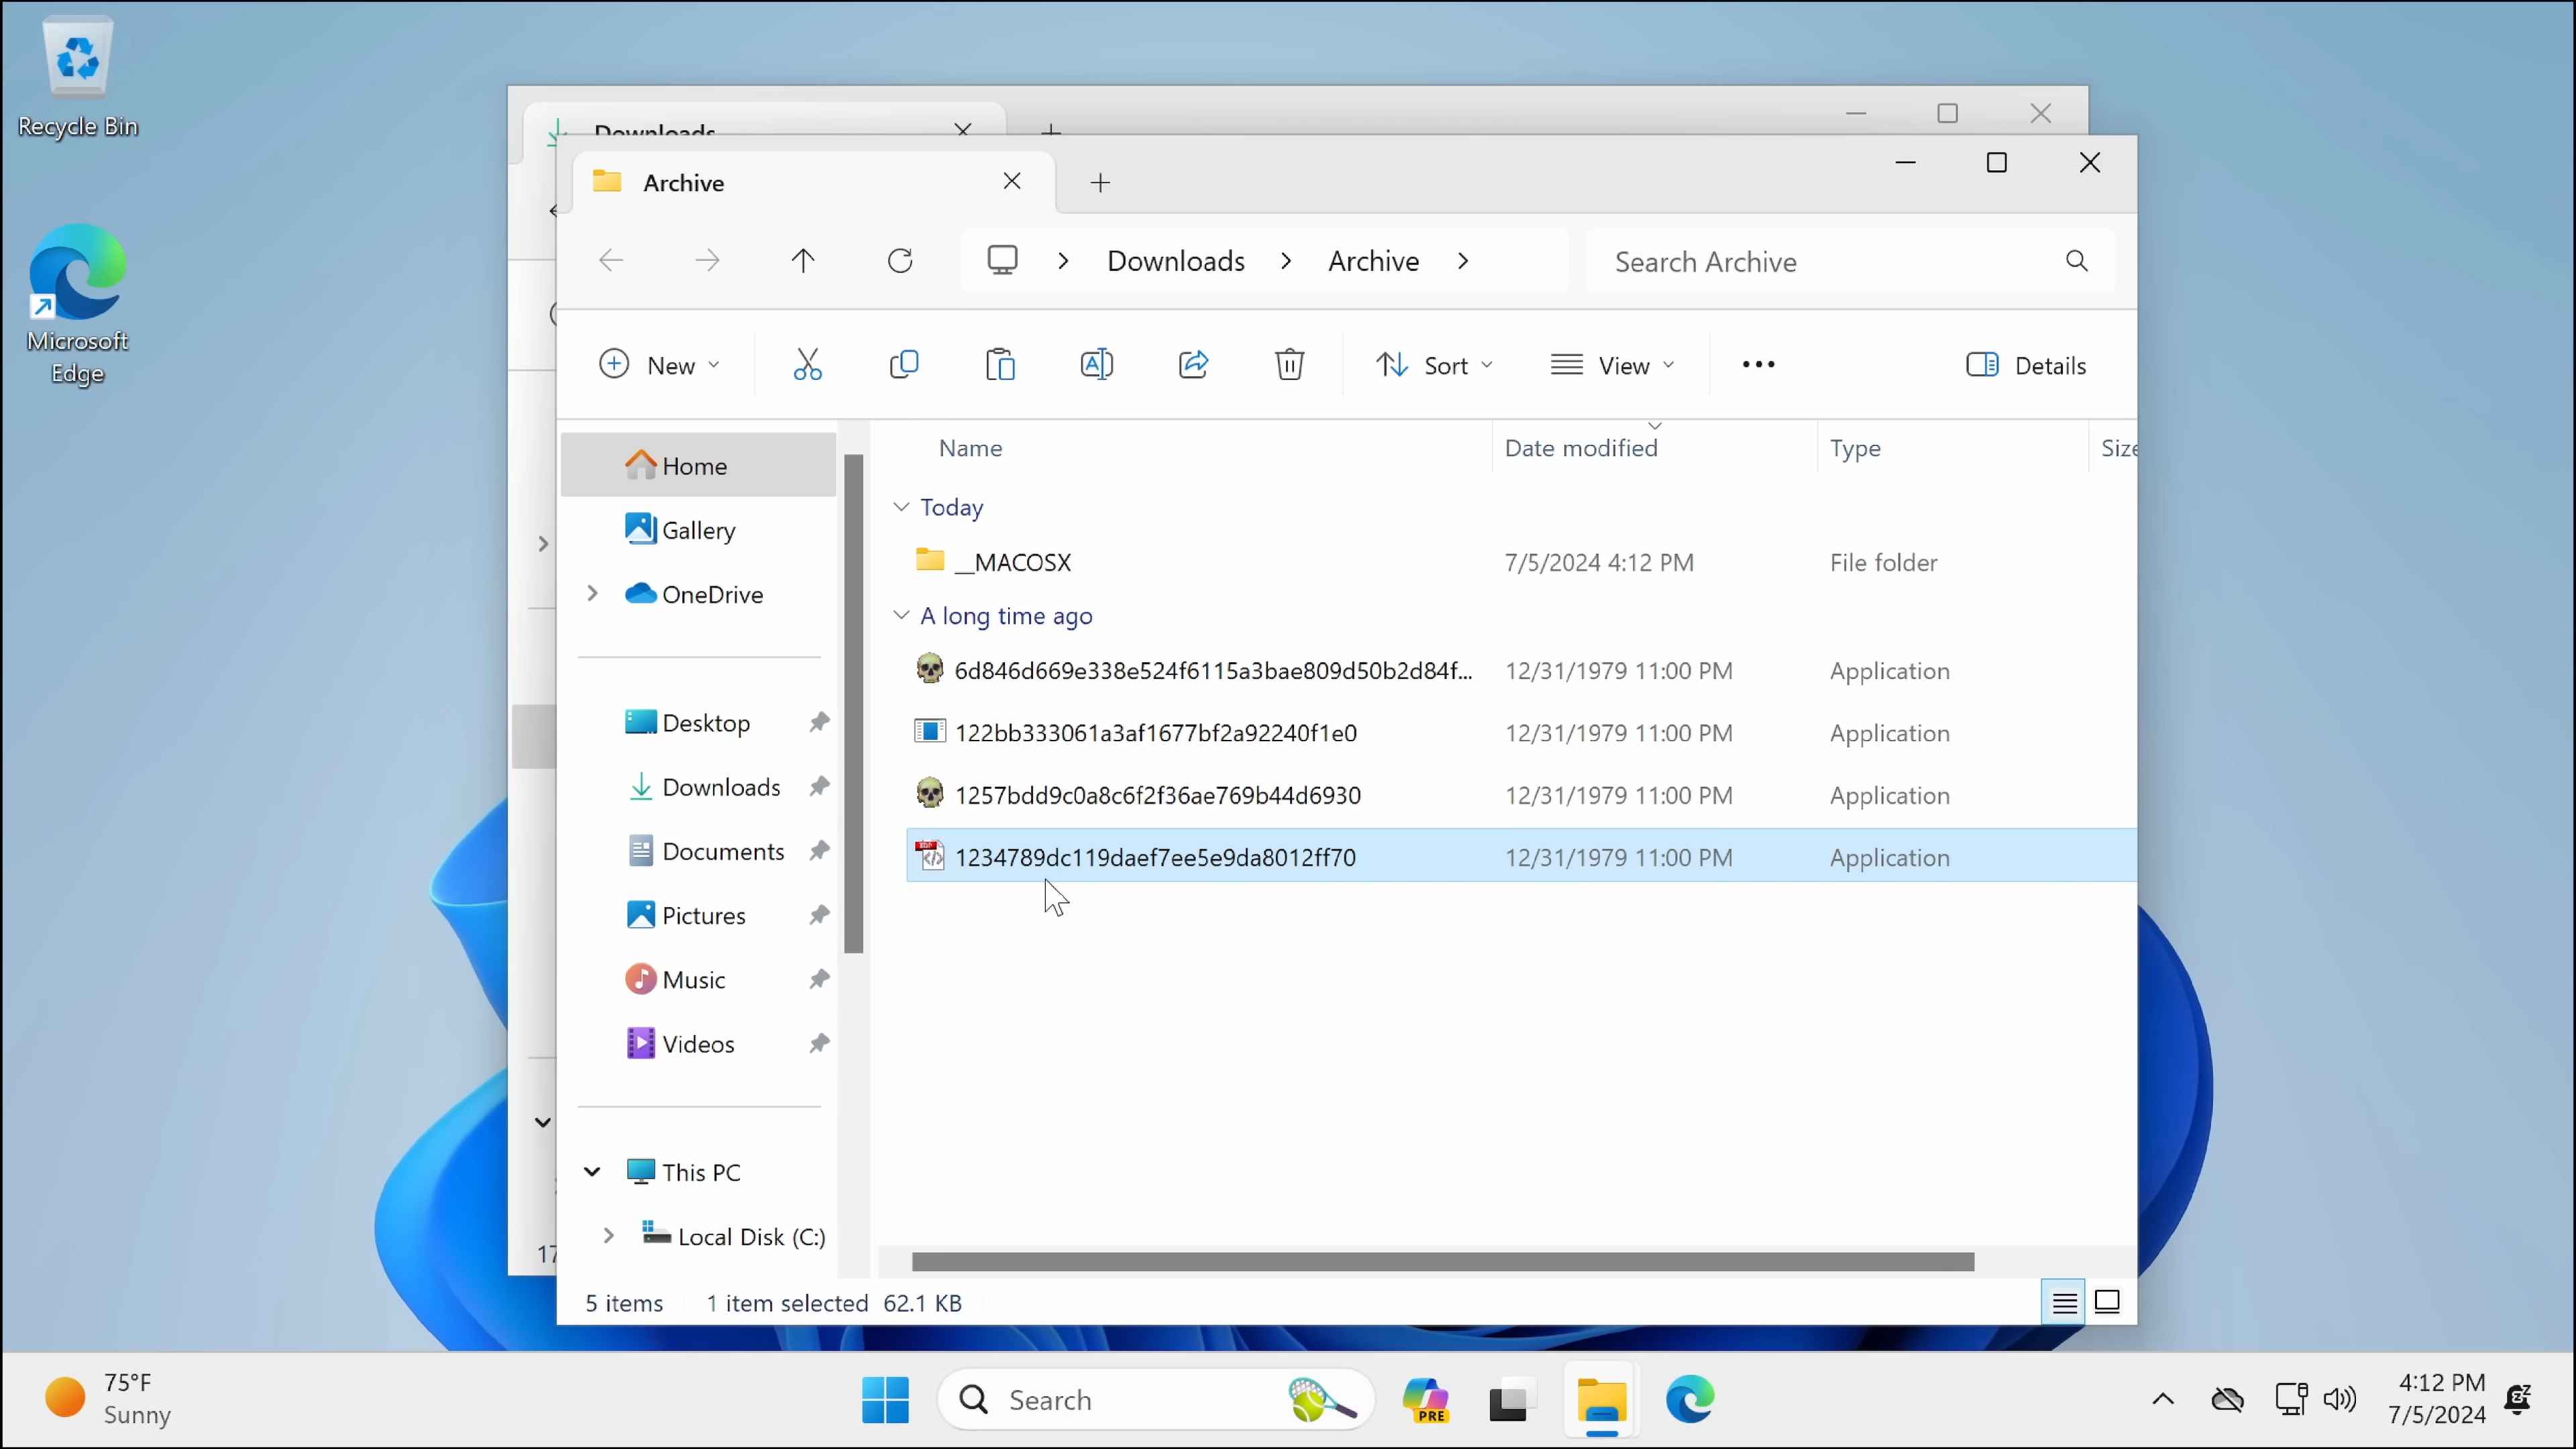 Recycle Bin
Microsoft
Edge
Downloads
Archive
Downloads
Archive
Search Archive
New
Sort
View
Details
Name
Date modified
Type
Size
Home
Gallery
OneDrive
Desktop
Downloads
Documents
Pictures
Music
Videos
This PC
Local Disk (C:)
Today
__MACOSX 7/5/2024 4:12 PM File folder
A long time ago
6d846d669e338e524f6115a3bae809d50b2d84f... 12/31/1979 11:00 PM Application
122bb333061a3af1677bf2a92240f1e0 12/31/1979 11:00 PM Application
1257bdd9c0a8c6f2f36ae769b44d6930 12/31/1979 11:00 PM Application
1234789dc119daef7ee5e9da8012ff70 12/31/1979 11:00 PM Application
17
5 items 1 item selected 62.1 KB
75°F
Sunny
Search
PRE
4:12 PM
7/5/2024